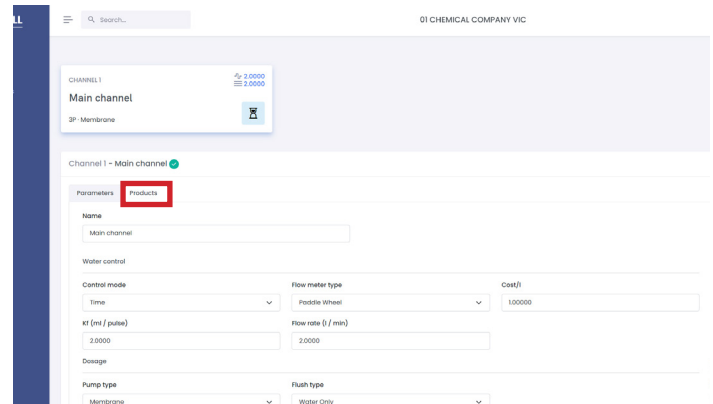 Search...
01 CHEMICAL COMPANY VIC
CHANNEL 1
2.0000
2.0000
Main channel
3P · Membrane
Channel 1 - Main channel
Parameters Products
Name
Main channel
Water control
Control mode Flow meter type Cost/l
Time Paddle Wheel 1.00000
Kf (ml / pulse) Flow rate (l / min)
2.0000 2.0000
Dosage
Pump type Flush type
Membrane Water Only